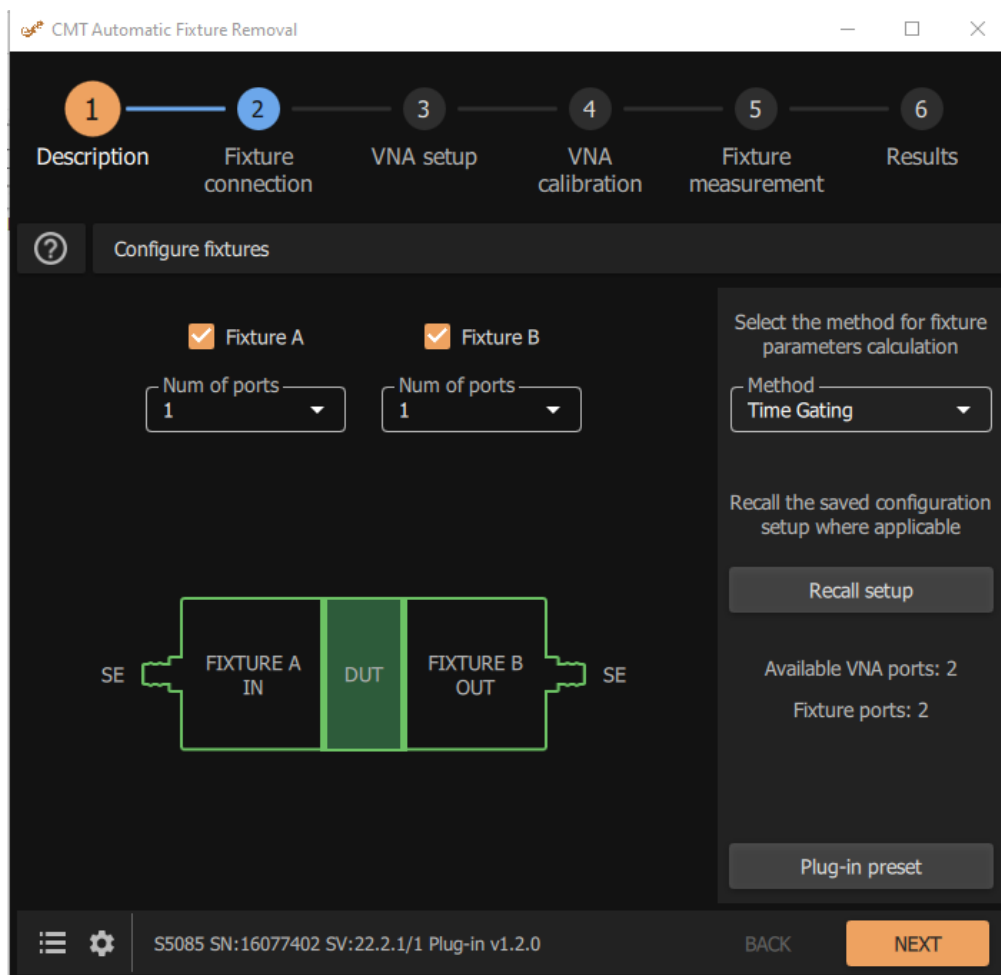 CMT Automatic Fixture Removal
1
2
3
4
5
6
Description
Fixture
connection
VNA setup
VNA
calibration
Fixture
measurement
Results
Configure fixtures
Fixture A
Fixture B
Num of ports
1
Num of ports
1
SE
FIXTURE A
IN
DUT
FIXTURE B
OUT
SE
Select the method for fixture
parameters calculation
Method
Time Gating
Recall the saved configuration
setup where applicable
Recall setup
Available VNA ports: 2
Fixture ports: 2
Plug-in preset
S5085 SN:16077402 SV:22.2.1/1 Plug-in v1.2.0
BACK
NEXT